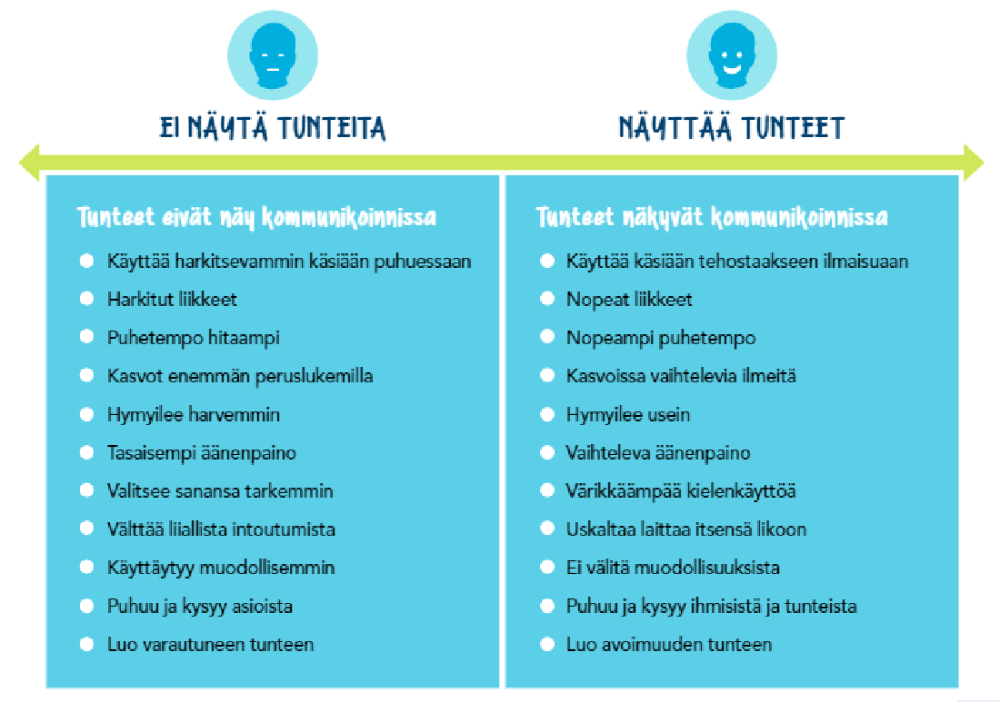 EI NÄYTÄ TUNTEITA
NÄYTTÄÄ TUNTEET
Tunteet eivät näy kommunikoinnissa
Käyttää harkitsevammin käsiään puhuessaan
Harkitut liikkeet
Puhetempo hitaampi
Kasvot enemmän peruslukemilla
Hymyilee harvemmin
Tasaisempi äänenpaino
Valitsee sanansa tarkemmin
Välttää liiallista intoutumista
Käyttäytyy muodollisemmin
Puhuu ja kysyy asioista
Luo varautuneen tunteen
Tunteet näkyvät kommunikoinnissa
Käyttää käsiään tehostaakseen ilmaisuaan
Nopeat liikkeet
Nopeampi puhetempo
Kasvoissa vaihtelevia ilmeitä
Hymyilee usein
Vaihteleva äänenpaino
Värikkäämpää kielenkäyttöä
Uskaltaa laittaa itsensä likoon
Ei välitä muodollisuuksista
Puhuu ja kysyy ihmisistä ja tunteista
Luo avoimuuden tunteen